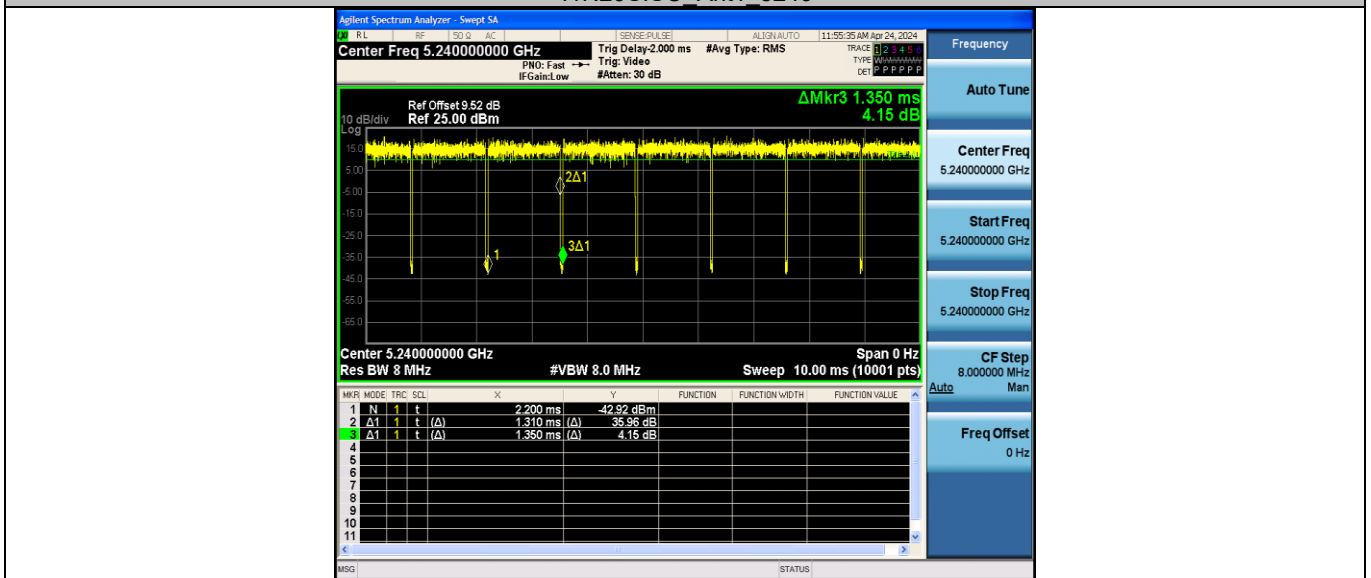 Agilent Spectrum Analyzer - Swept SA
RL RF 50 Ω AC SENSE:PULSE ALIGN AUTO 11:55:35 AM Apr 24, 2024
Center Freq 5.240000000 GHz
PNO: Fast
IFGain:Low
Trig Delay-2.000 ms
Trig: Video
#Atten: 30 dB
#Avg Type: RMS
TRACE 1 2 3 4 5 6
TYPE WWWWWW
DET P P P P P P
Frequency
Auto Tune
Center Freq
5.240000000 GHz
Start Freq
5.240000000 GHz
Stop Freq
5.240000000 GHz
CF Step
8.000000 MHz
Auto Man
Freq Offset
0 Hz
ΔMkr3 1.350 ms
4.15 dB
Ref Offset 9.52 dB
10 dB/div Ref 25.00 dBm
Log
15.0
5.00
-5.00
-15.0
-25.0
-35.0
-45.0
-55.0
-65.0
2Δ1
3Δ1
1
Center 5.240000000 GHz Span 0 Hz
Res BW 8 MHz #VBW 8.0 MHz Sweep 10.00 ms (10001 pts)
MKR MODE TRC SCL X Y FUNCTION FUNCTION WIDTH FUNCTION VALUE
1 N 1 t 2.200 ms -42.92 dBm
2 Δ1 1 t (Δ) 1.310 ms (Δ) 35.96 dB
3 Δ1 1 t (Δ) 1.350 ms (Δ) 4.15 dB
4
5
6
7
8
9
10
11
MSG STATUS